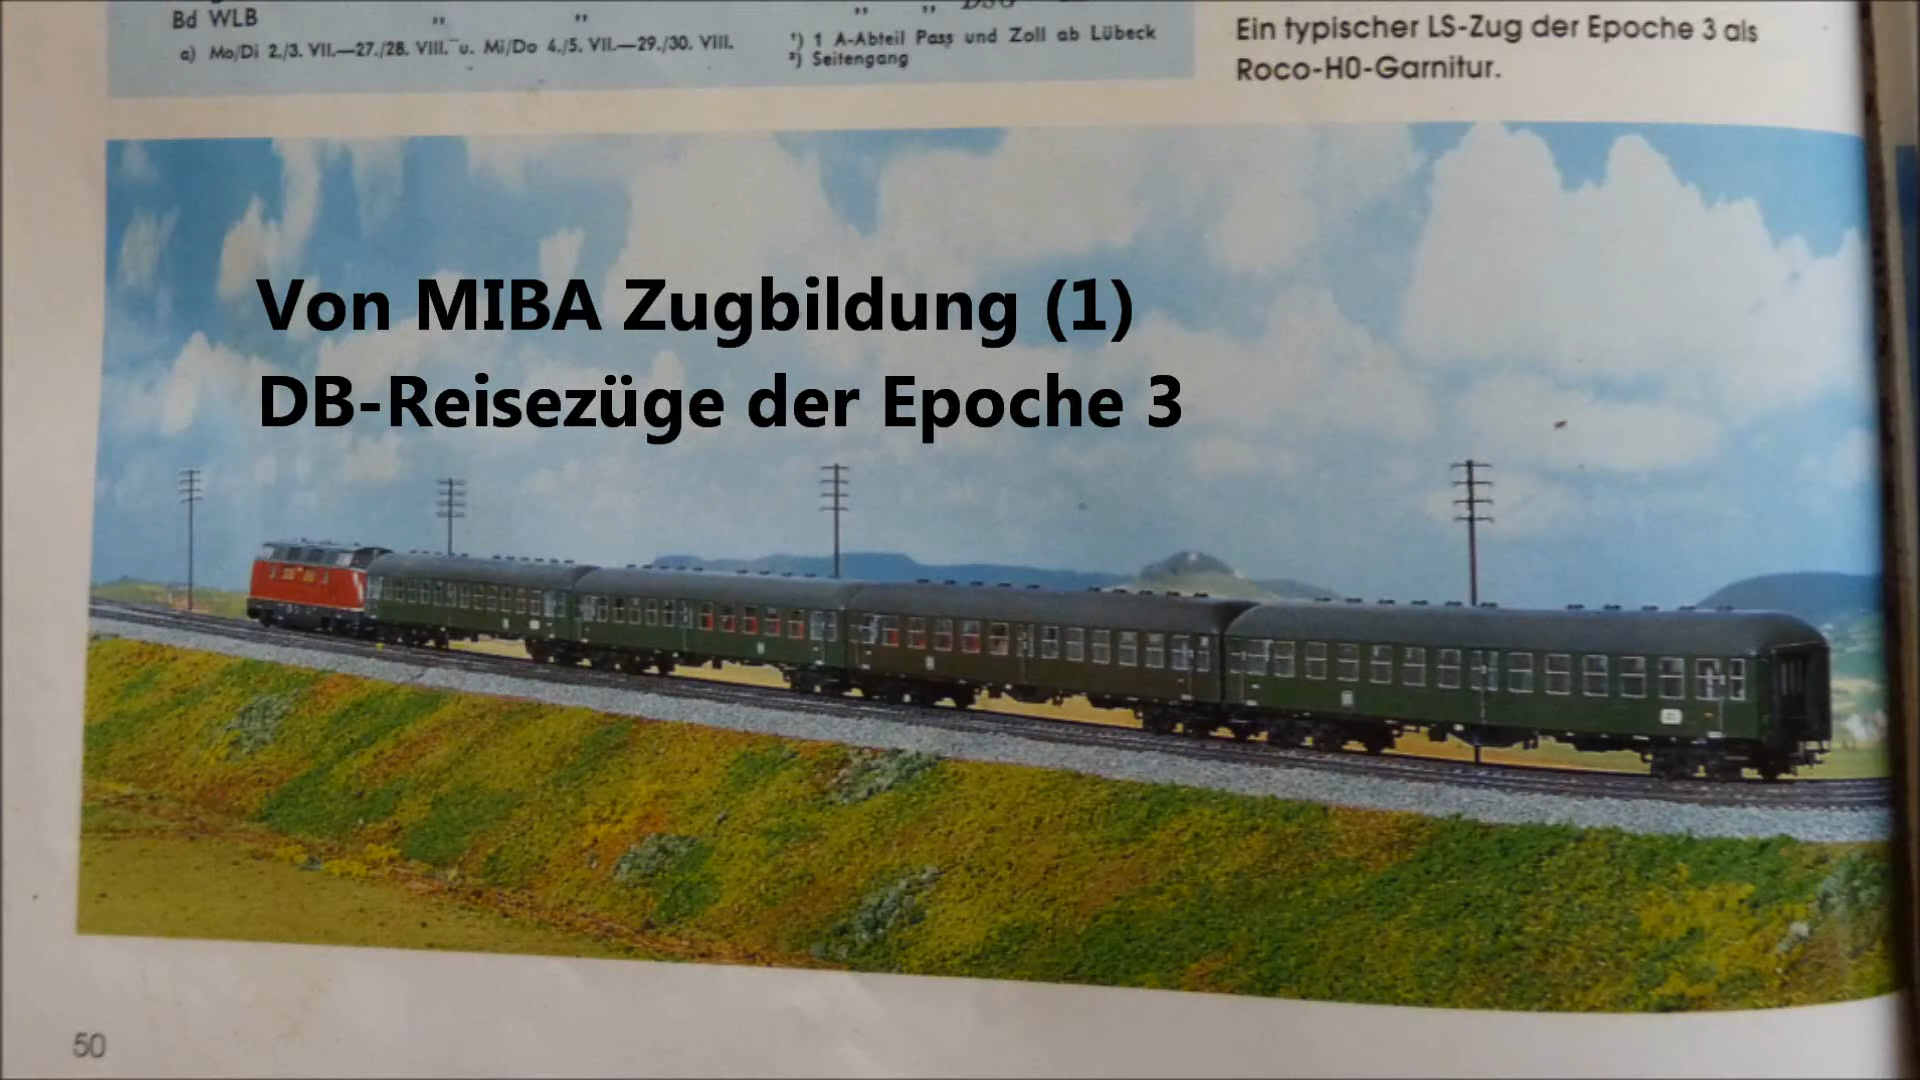 Bd WLB " " " " DSG
a) Mo/Di 2./3. VII.—27./28. VIII. u. Mi/Do 4./5. VII.—29./30. VIII.
¹) 1 A-Abteil Pass und Zoll ab Lübeck
²) Seitengang
Ein typischer LS-Zug der Epoche 3 als
Roco-H0-Garnitur.
Von MIBA Zugbildung (1)
DB-Reisezüge der Epoche 3
50